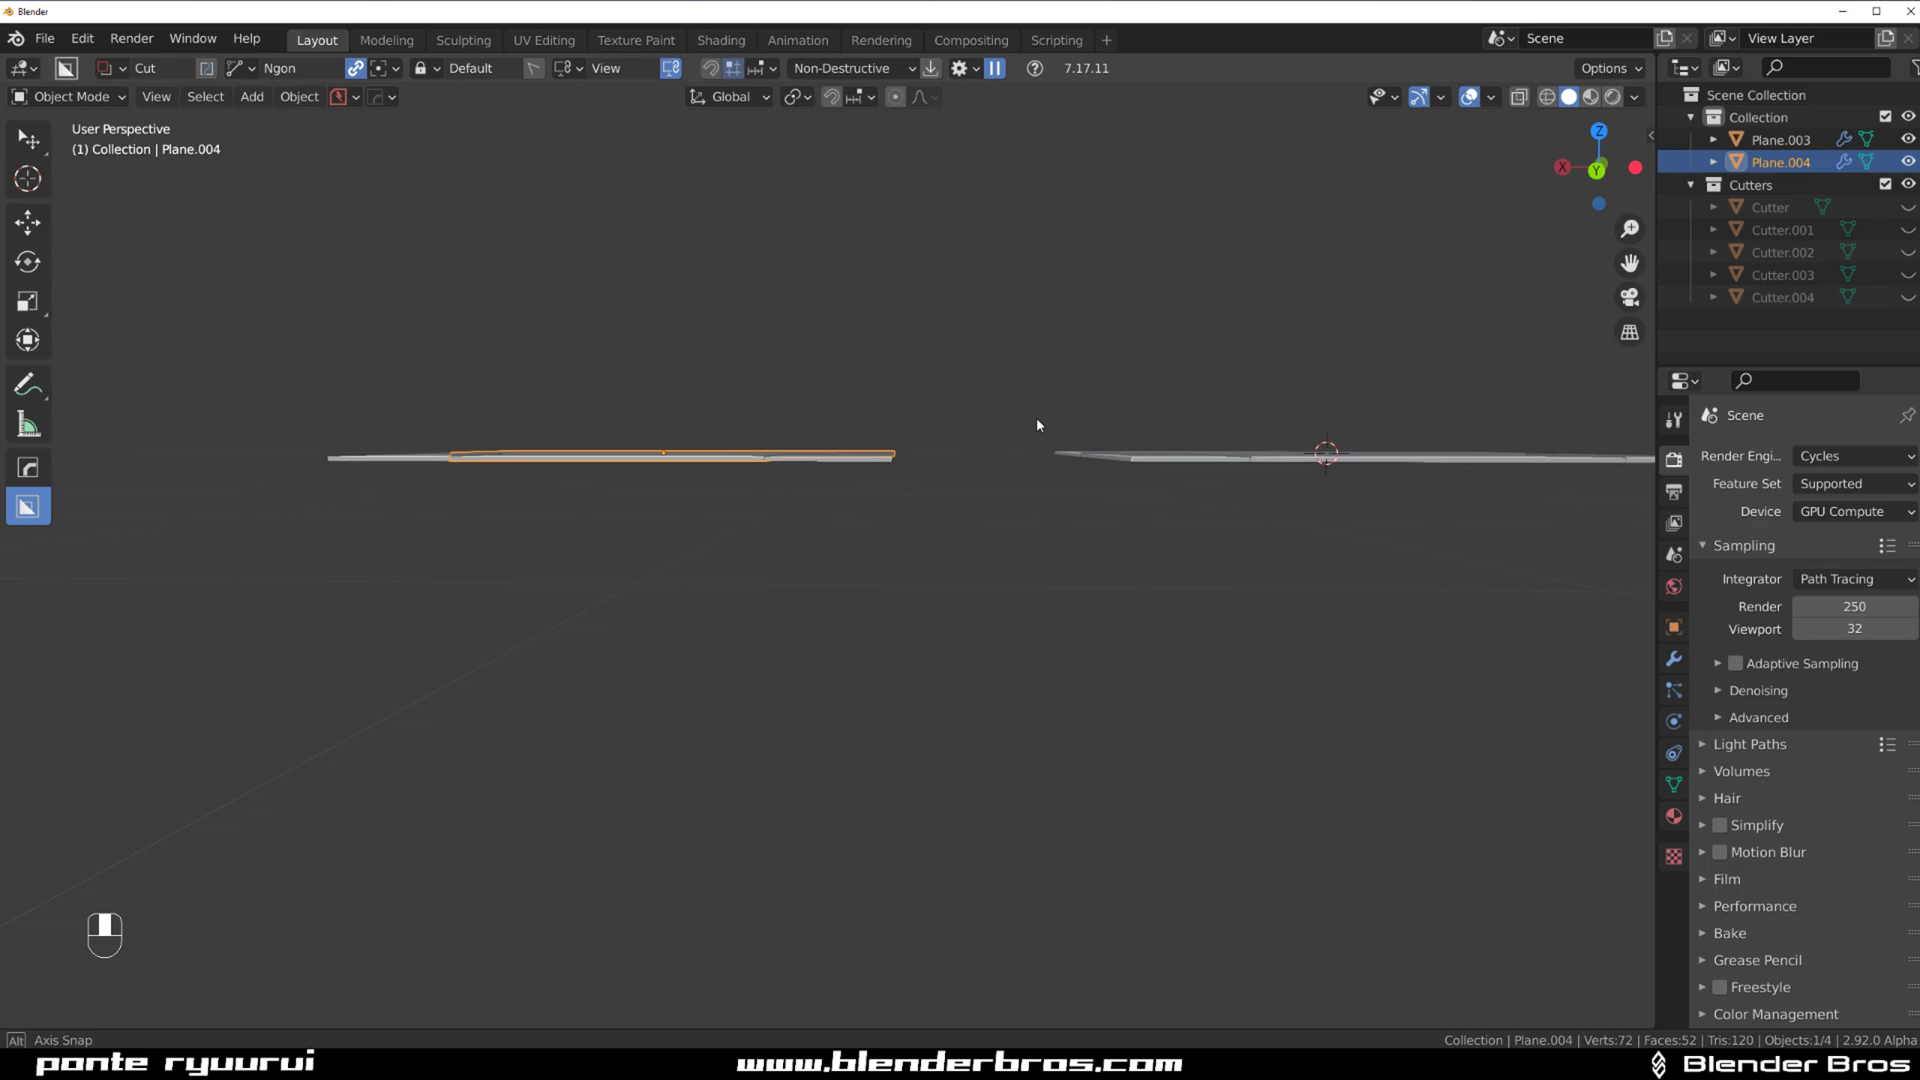 Blender
File Edit Render Window Help Layout Modeling Sculpting UV Editing Texture Paint Shading Animation Rendering Compositing Scripting + Scene View Layer
Cut Ngon Default View Non-Destructive 7.17.11 Options
Object Mode View Select Add Object Global
User Perspective
(1) Collection | Plane.004
Z
X
Y
Scene Collection
Collection
Plane.003
Plane.004
Cutters
Cutter
Cutter.001
Cutter.002
Cutter.003
Cutter.004
Scene
Render Engi... Cycles
Feature Set Supported
Device GPU Compute
Sampling
Integrator Path Tracing
Render 250
Viewport 32
Adaptive Sampling
Denoising
Advanced
Light Paths
Volumes
Hair
Simplify
Motion Blur
Film
Performance
Bake
Grease Pencil
Freestyle
Color Management
Alt Axis Snap
Collection | Plane.004 | Verts:72 | Faces:52 | Tris:120 | Objects:1/4 | 2.92.0 Alpha
ponte ryuurui
www.blenderbros.com
Blender Bros